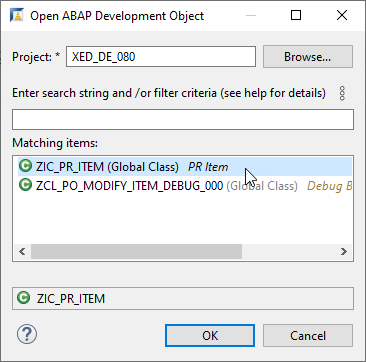 Open ABAP Development Object
Project: * XED_DE_080 Browse...
Enter search string and /or filter criteria (see help for details)
Matching items:
ZIC_PR_ITEM (Global Class) PR Item
ZCL_PO_MODIFY_ITEM_DEBUG_000 (Global Class) Debug B
ZIC_PR_ITEM
OK Cancel